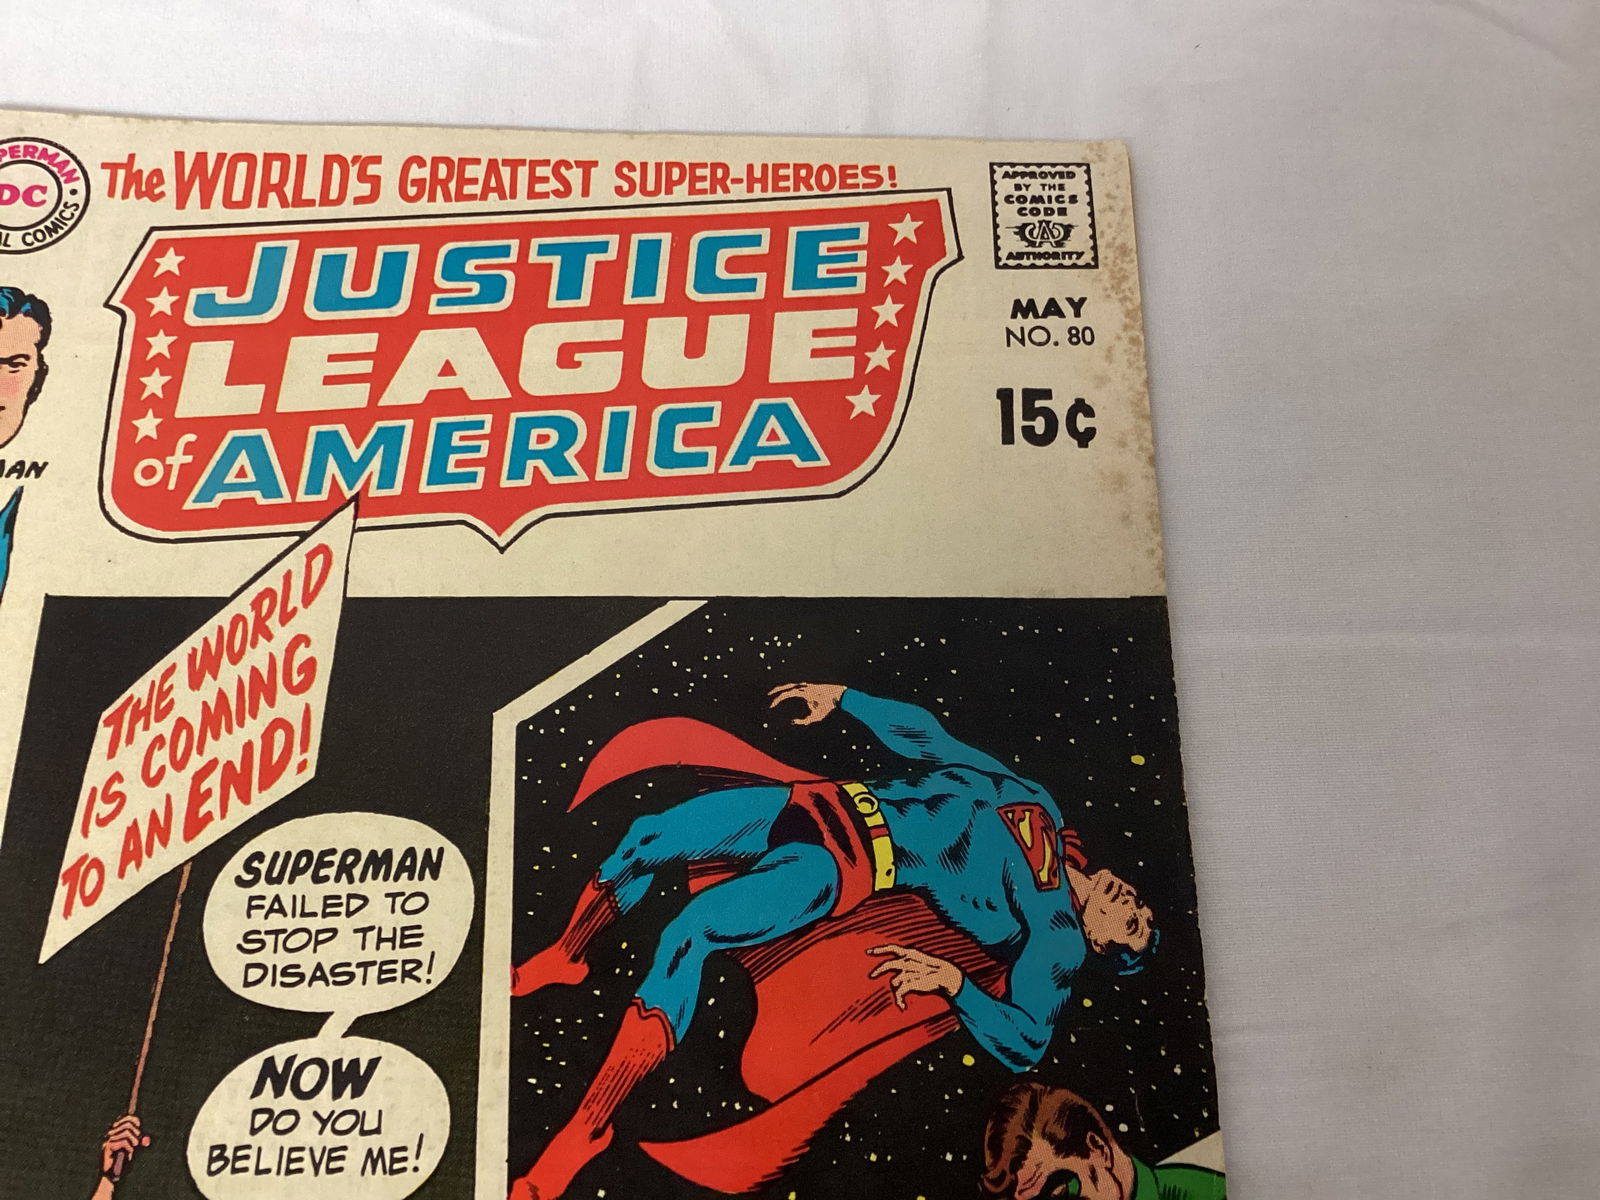 The WORLD'S GREATEST SUPER-HEROES!
DC
COMICS
JUSTICE
LEAGUE
of AMERICA
APPROVED
BY THE
COMICS
CODE
CA
AUTHORITY
MAY
NO. 80
15¢
THE WORLD
IS COMING
TO AN END!
SUPERMAN
FAILED TO
STOP THE
DISASTER!
NOW
DO YOU
BELIEVE ME!
S